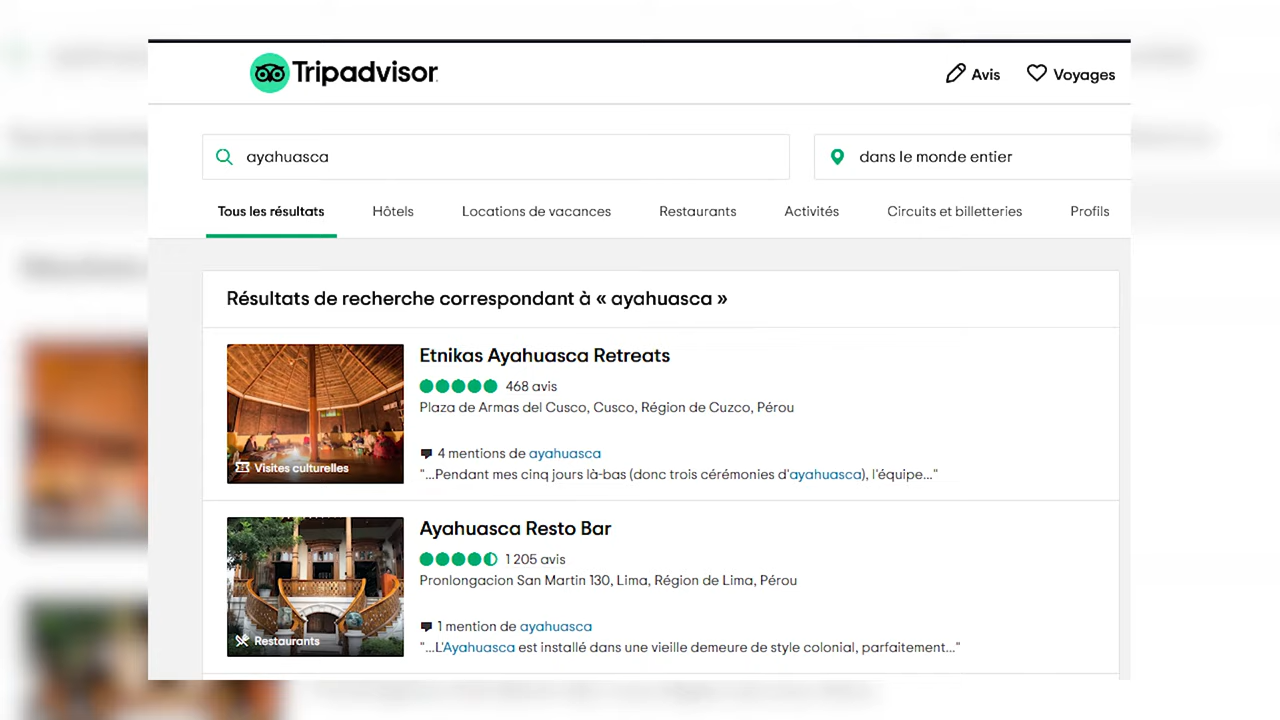 Tripadvisor
Avis
Voyages
ayahuasca
dans le monde entier
Tous les résultats
Hôtels
Locations de vacances
Restaurants
Activités
Circuits et billetteries
Profils
Résultats de recherche correspondant à « ayahuasca »
Etnikas Ayahuasca Retreats
468 avis
Plaza de Armas del Cusco, Cusco, Région de Cuzco, Pérou
4 mentions de ayahuasca
"...Pendant mes cinq jours là-bas (donc trois cérémonies d'ayahuasca), l'équipe..."
Visites culturelles
Ayahuasca Resto Bar
1 205 avis
Pronlongacion San Martin 130, Lima, Région de Lima, Pérou
1 mention de ayahuasca
"...L'Ayahuasca est installé dans une vieille demeure de style colonial, parfaitement..."
Restaurants